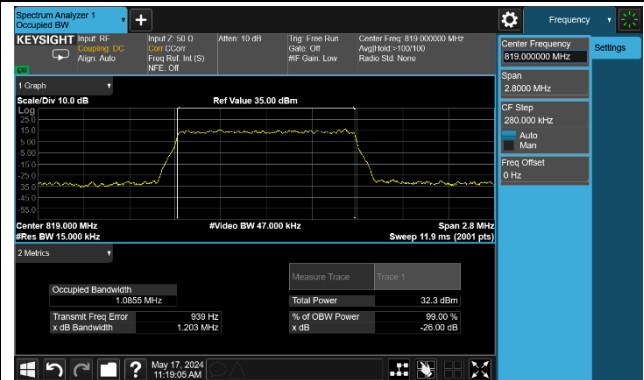 Spectrum Analyzer 1
Occupied BW
Frequency
KEYSIGHT Input: RF Input Z: 50 Ω Atten: 10 dB Trig: Free Run Center Freq: 819.000000 MHz
Coupling: DC Corr CCorr Gate: Off Avg|Hold:>100/100
Align: Auto Freq Ref: Int (S) #IF Gain: Low Radio Std: None
NFE: Off
Center Frequency
819.000000 MHz
Settings
Span
2.8000 MHz
CF Step
280.000 kHz
Auto
Man
Freq Offset
0 Hz
1 Graph
Scale/Div 10.0 dB Ref Value 35.00 dBm
Log
25.0
15.0
5.00
-5.00
-15.0
-25.0
-35.0
-45.0
-55.0
Center 819.000 MHz #Video BW 47.000 kHz Span 2.8 MHz
#Res BW 15.000 kHz Sweep 11.9 ms (2001 pts)
2 Metrics
Measure Trace Trace 1
Occupied Bandwidth
1.0855 MHz Total Power 32.3 dBm
Transmit Freq Error 939 Hz % of OBW Power 99.00 %
x dB Bandwidth 1.203 MHz x dB -26.00 dB
May 17, 2024
11:19:05 AM